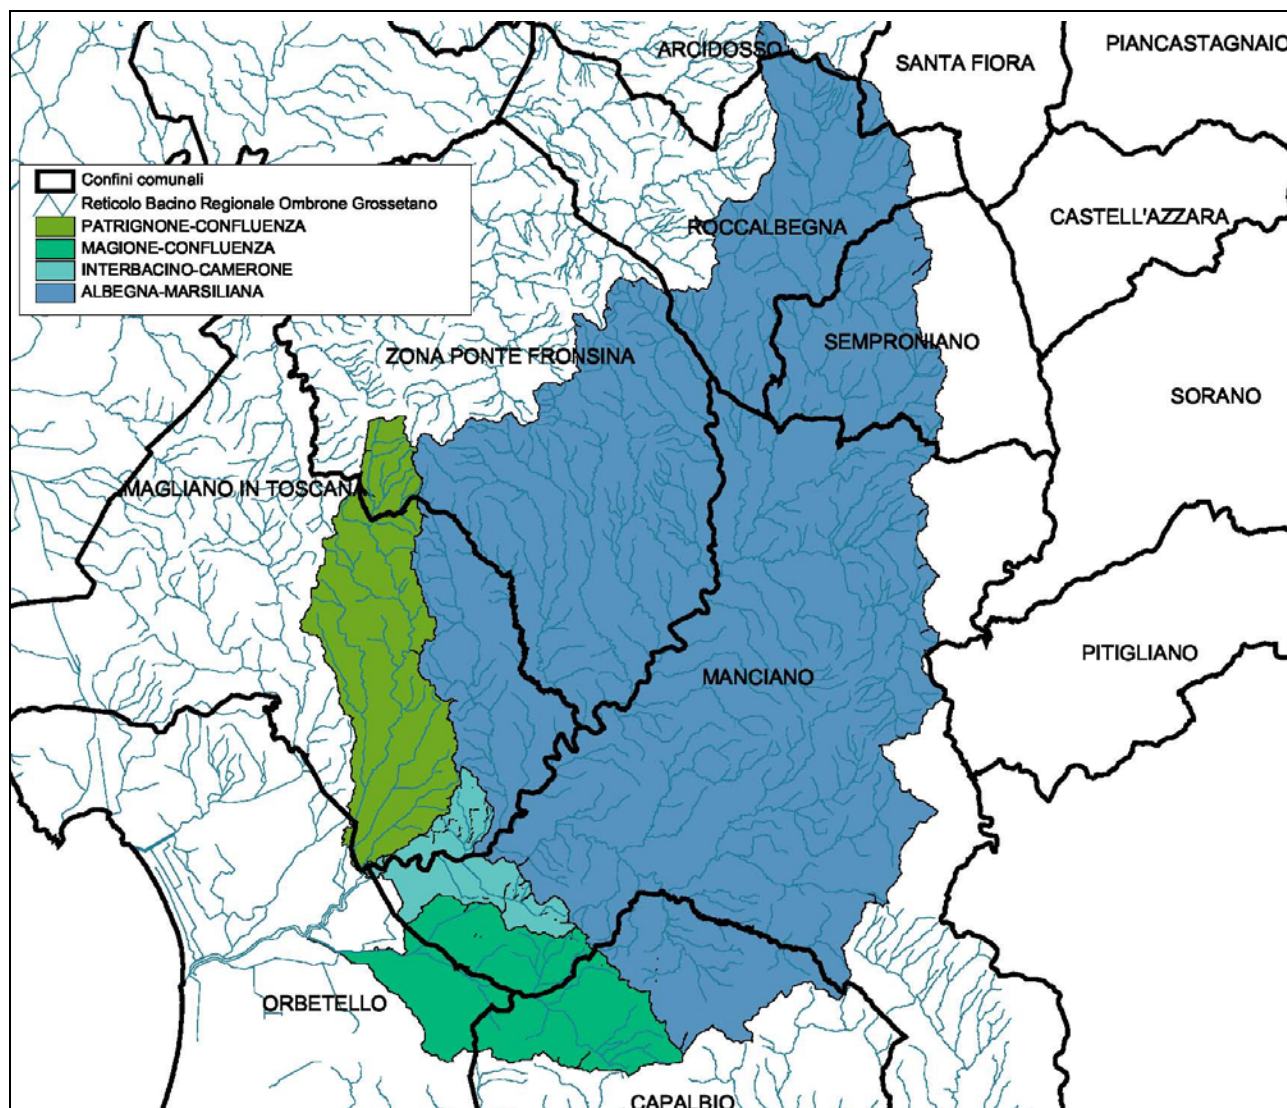 ARCIDOSSO
SANTA FIORA
PIANCASTAGNAIO
Confini comunali
Reticolo Bacino Regionale Ombrone Grossetano
PATRIGNONE-CONFLUENZA
MAGIONE-CONFLUENZA
INTERBACINO-CAMERONE
ALBEGNA-MARSILIANA
ROCCALBEGNA
CASTELL'AZZARA
ZONA PONTE FRONSINA
SEMPRONIANO
SORANO
MAGLIANO IN TOSCANA
MANCIANO
PITIGLIANO
ORBETELLO
CAPALBIO